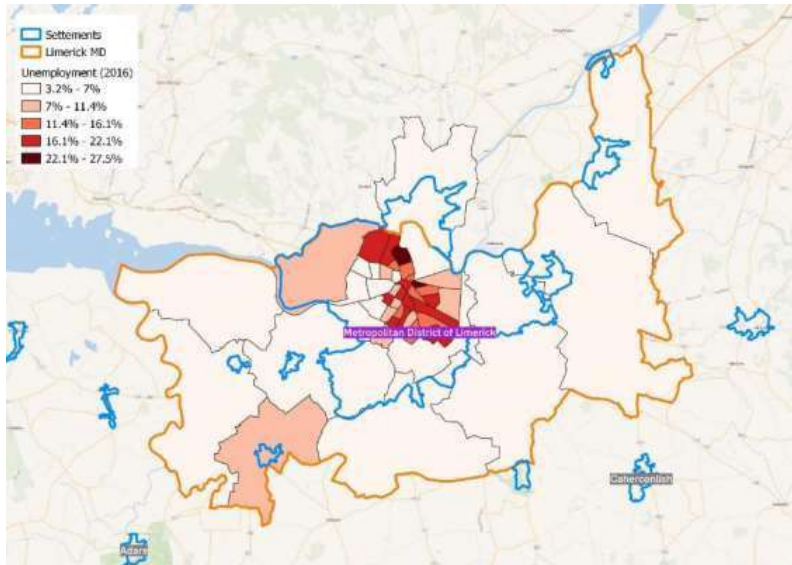 Settements
Limerick MD
Unemployment (2016)
3.2% - 7%
7% - 11.4%
11.4% - 16.1%
16.1% - 22.1%
22.1% - 27.5%
Metropolitan District of Limerick
Caherconlish
Adare